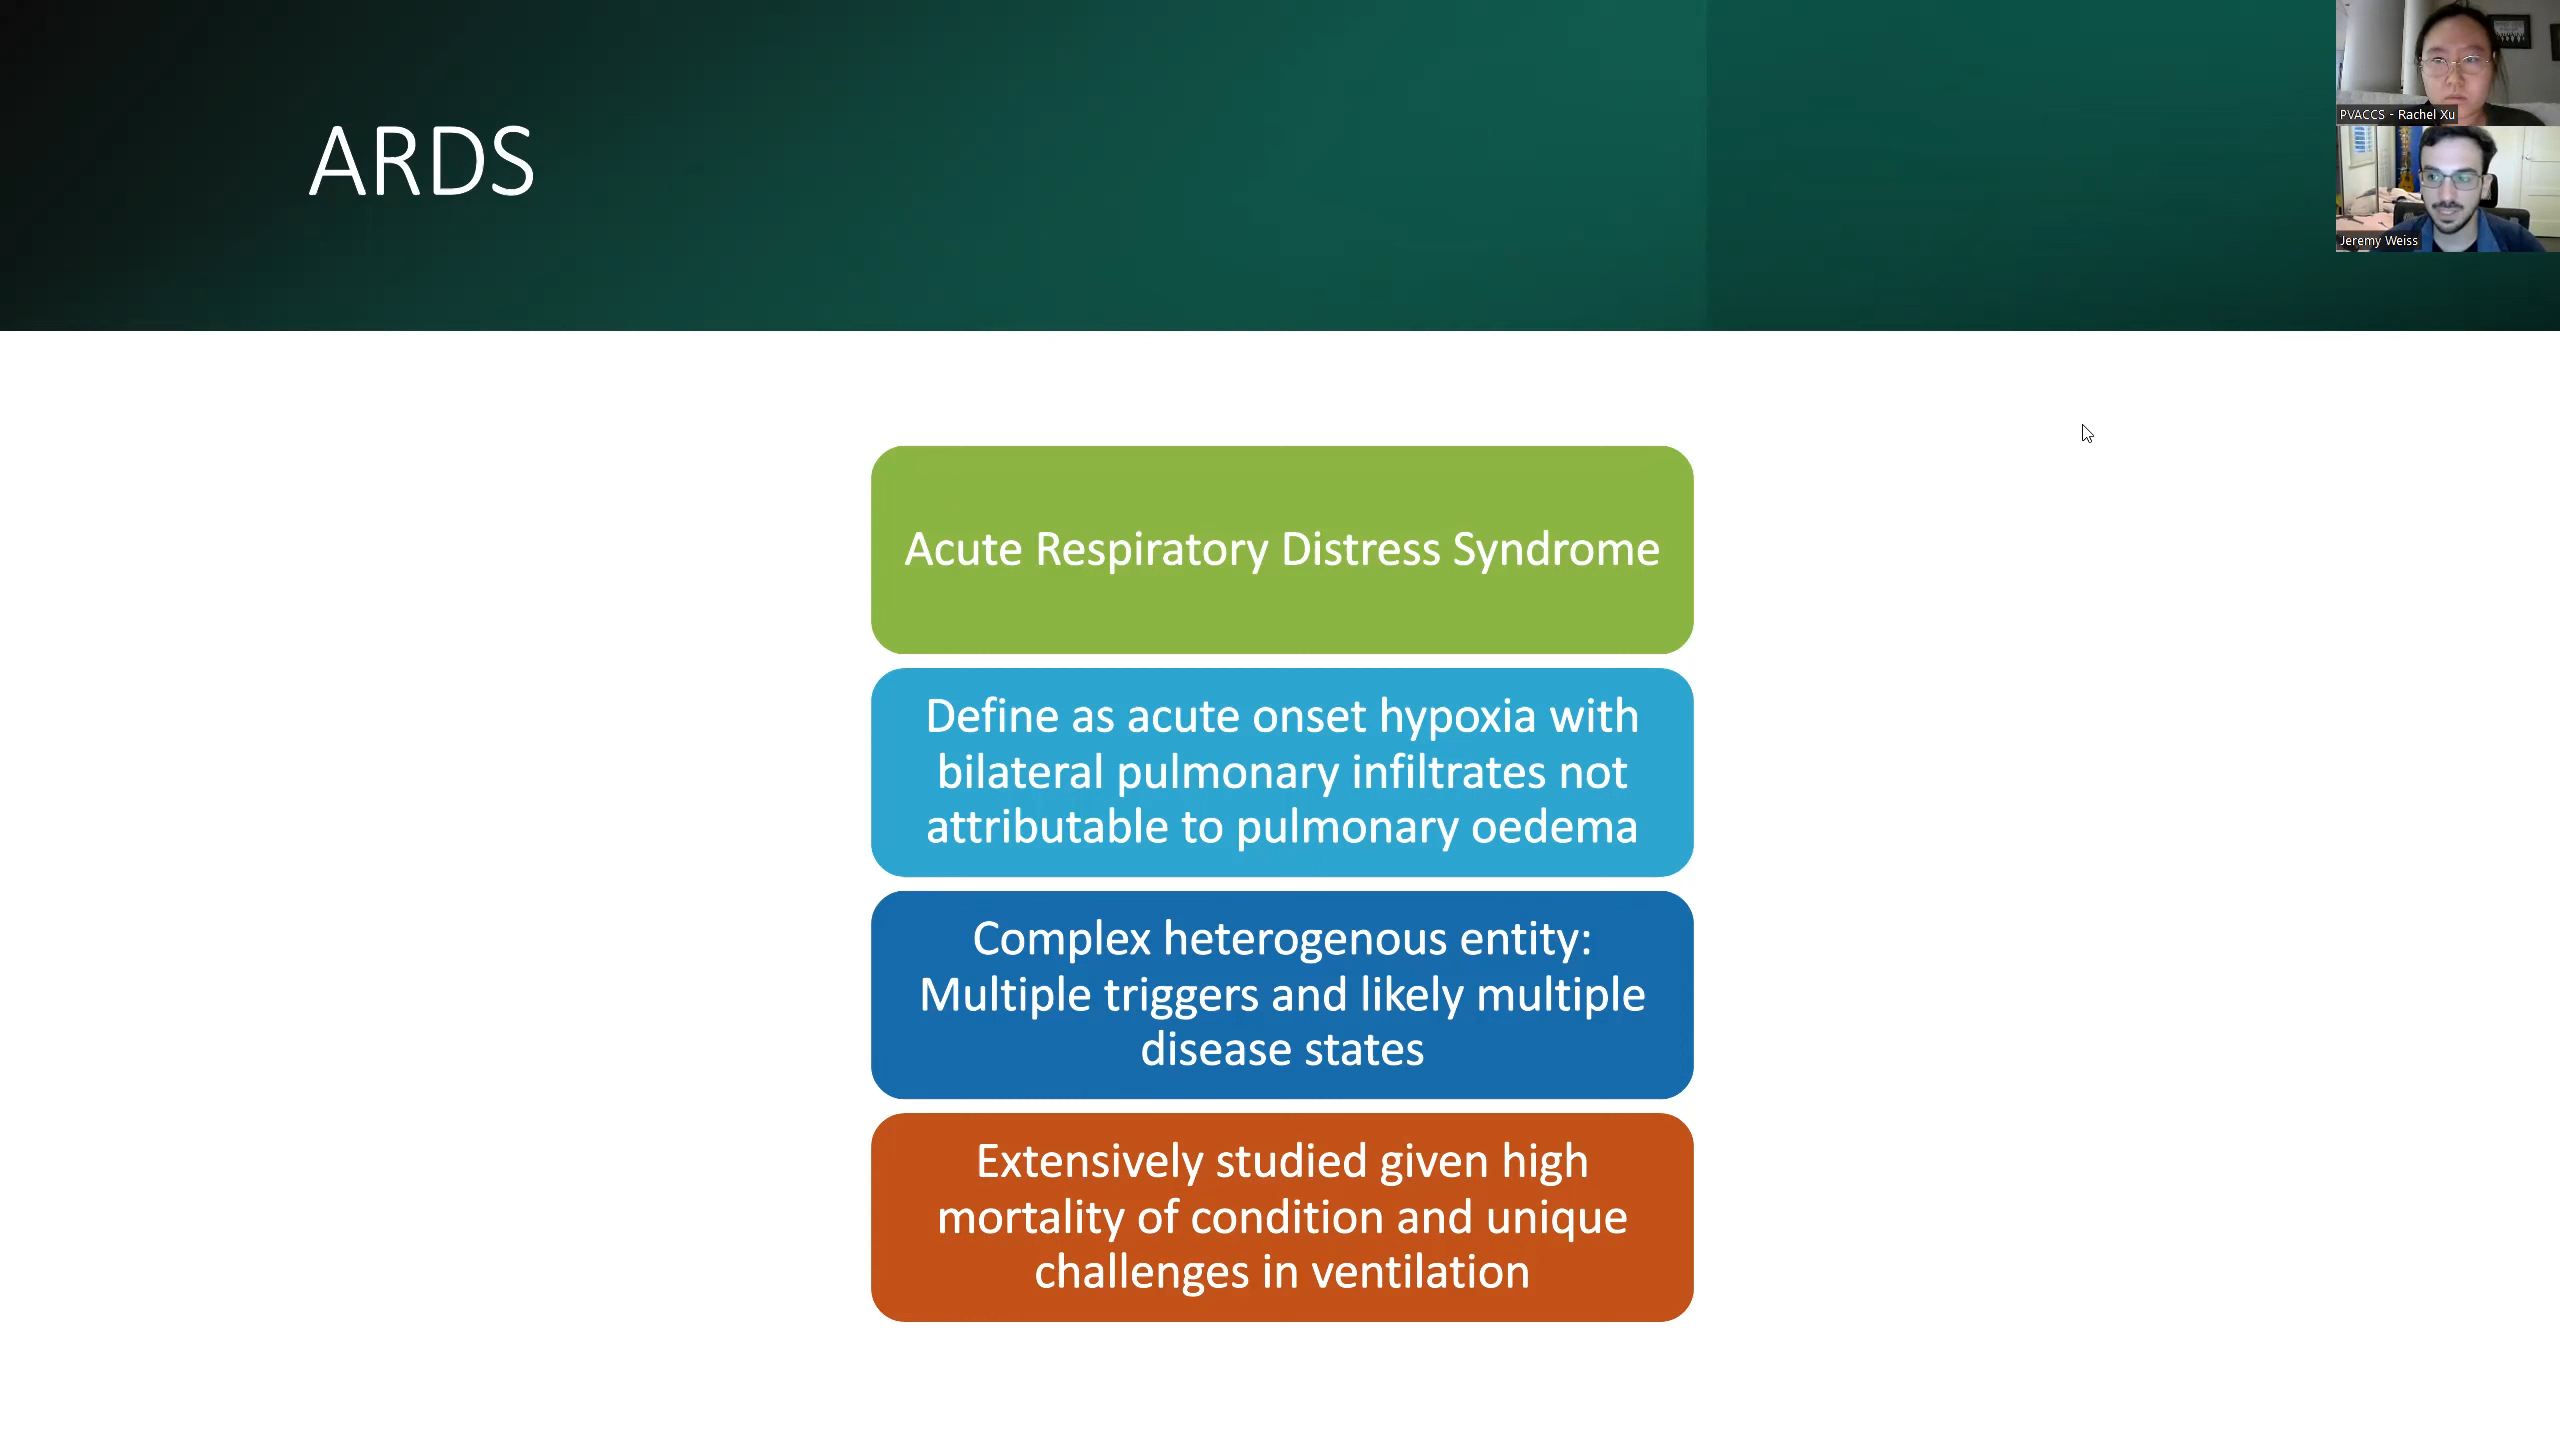 ARDS
PVACCS - Rachel Xu
Jeremy Weiss
Acute Respiratory Distress Syndrome
Define as acute onset hypoxia with
bilateral pulmonary infiltrates not
attributable to pulmonary oedema
Complex heterogenous entity:
Multiple triggers and likely multiple
disease states
Extensively studied given high
mortality of condition and unique
challenges in ventilation